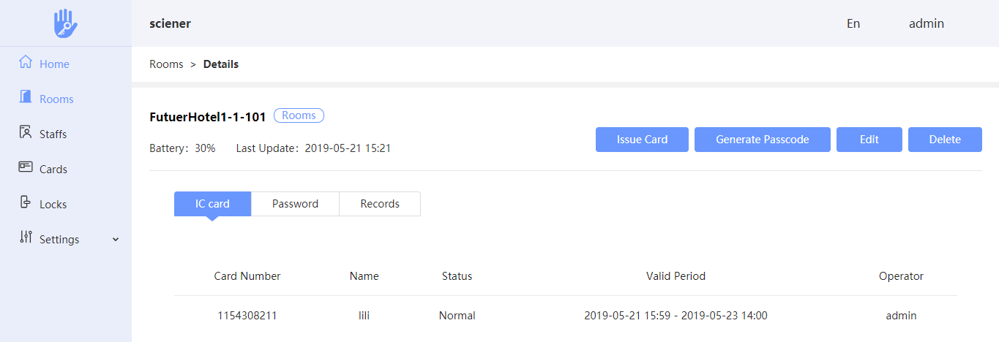 sciener En admin
Home
Rooms
Staffs
Cards
Locks
Settings
Rooms > Details
FutuerHotel1-1-101 Rooms
Battery：30% Last Update：2019-05-21 15:21
Issue Card Generate Passcode Edit Delete
IC card Password Records
Card Number Name Status Valid Period Operator
1154308211 lili Normal 2019-05-21 15:59 - 2019-05-23 14:00 admin